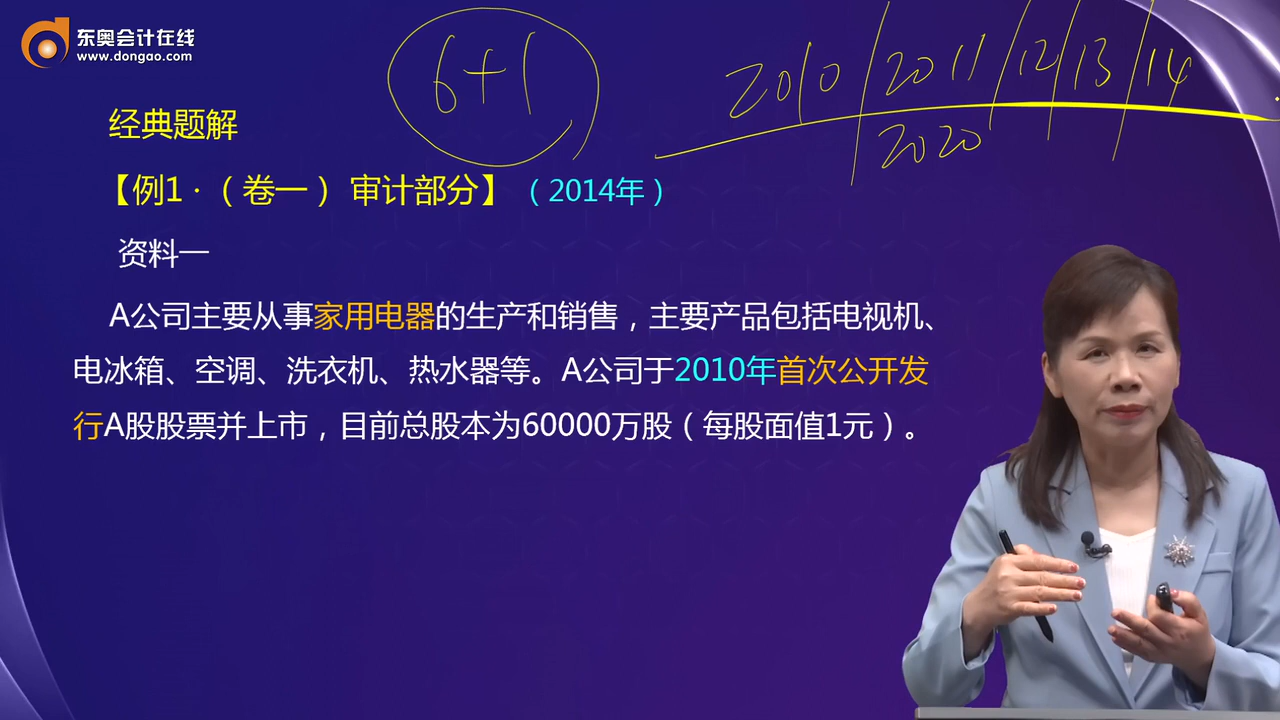 东奥会计在线
www.dongao.com
6+1
2010 2011 12 13 14
2020
经典题解
【例1·（卷一） 审计部分】（2014年）
资料一
A公司主要从事家用电器的生产和销售，主要产品包括电视机、
电冰箱、空调、洗衣机、热水器等。A公司于2010年首次公开发
行A股股票并上市，目前总股本为60000万股（每股面值1元）。